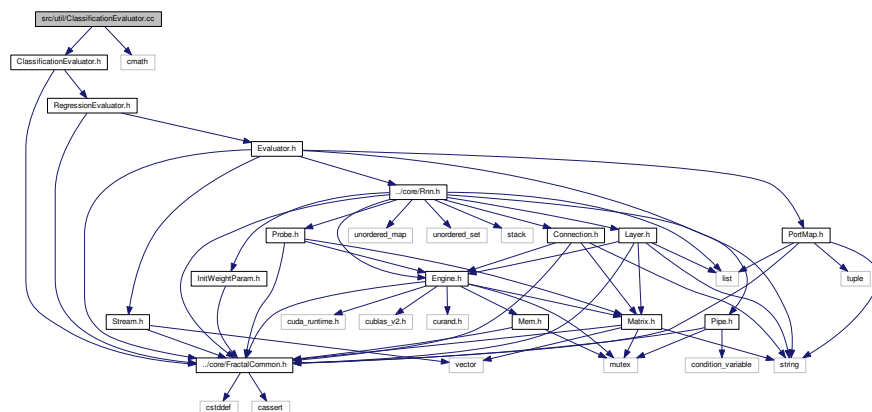 src/util/ClassificationEvaluator.cc
ClassificationEvaluator.h
cmath
RegressionEvaluator.h
Evaluator.h
../core/Rnn.h
Probe.h
unordered_map
unordered_set
stack
Connection.h
Layer.h
PortMap.h
InitWeightParam.h
Engine.h
list
tuple
Stream.h
cuda_runtime.h
cublas_v2.h
curand.h
Mem.h
Matrix.h
Pipe.h
../core/FractalCommon.h
vector
mutex
condition_variable
string
cstddef
cassert